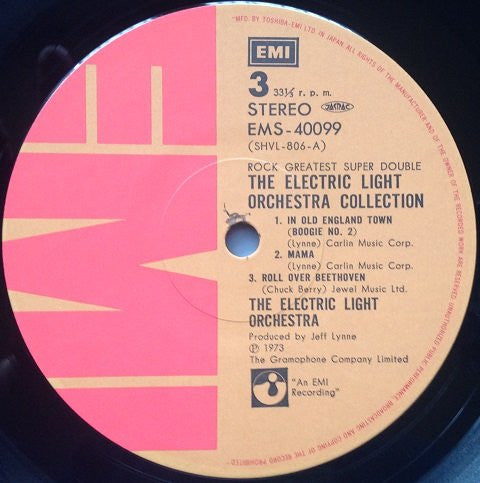 "MFD. BY TOSHIBA-EMI LTD. IN JAPAN ALL RIGHTS OF THE MANUFACTURER AND OF THE OWNER OF THE RECORDED WORK ARE RESERVED. UNAUTHORIZED PUBLIC PERFORMANCE, BROADCASTING AND COPYING OF THE RECORD PROHIBITED"
EMI
EMI
3 33⅓ r. p. m.
STEREO JASRAC
EMS-40099
(SHVL-806-A)
ROCK GREATEST SUPER DOUBLE
THE ELECTRIC LIGHT
ORCHESTRA COLLECTION
1. IN OLD ENGLAND TOWN
(BOOGIE NO. 2)
(Lynne) Carlin Music Corp.
2. MAMA
(Lynne) Carlin Music Corp.
3. ROLL OVER BEETHOVEN
(Chuck Berry) Jewel Music Ltd.
THE ELECTRIC LIGHT
ORCHESTRA
Produced by Jeff Lynne
℗ 1973
The Gramophone Company Limited
"An EMI
Recording"